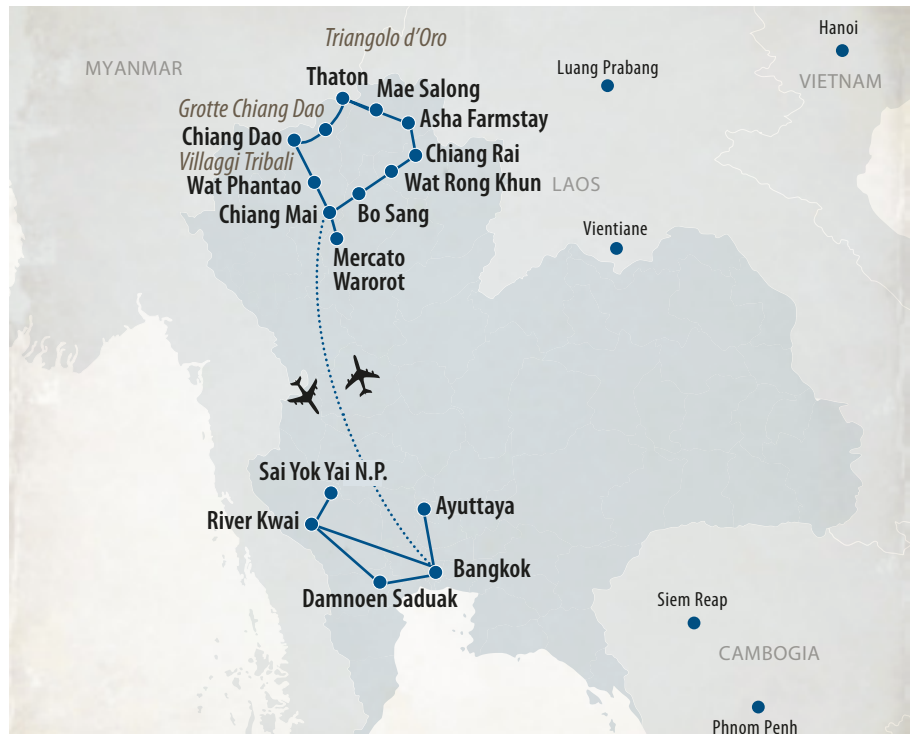 Triangolo d'Oro
Hanoi
MYANMAR
Luang Prabang
VIETNAM
Thaton
Mae Salong
Grotte Chiang Dao
Asha Farmstay
Chiang Dao
Chiang Rai
Villaggi Tribali
Wat Phantao
Wat Rong Khun
LAOS
Chiang Mai
Bo Sang
Vientiane
Mercato
Warorot
Sai Yok Yai N.P.
Ayuttaya
River Kwai
Bangkok
Damnoen Saduak
Siem Reap
CAMBOGIA
Phnom Penh